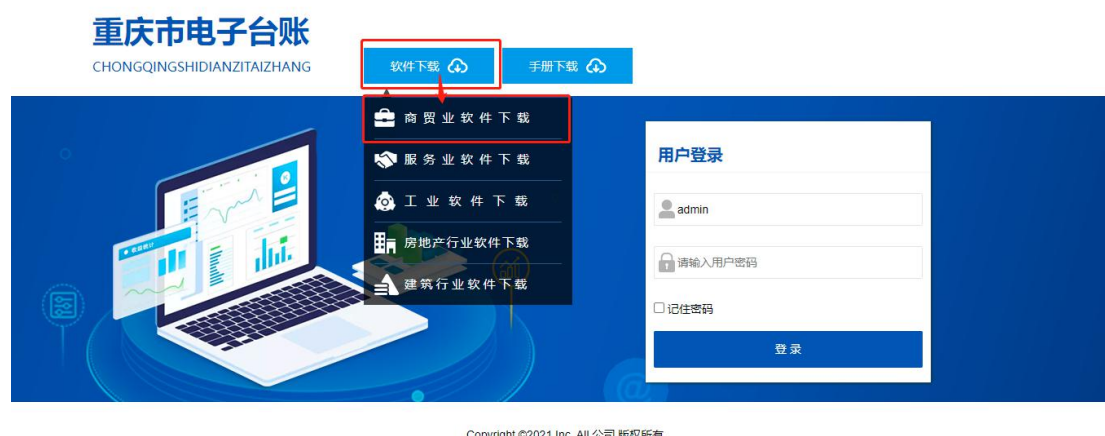 重庆市电子台账
CHONGQINGSHIDIANZITAIZHANG
软件下载
手册下载
商贸业软件下载
服务业软件下载
工业软件下载
房地产行业软件下载
建筑行业软件下载
用户登录
admin
请输入用户密码
记住密码
登录
Copyright ©2021 Inc. All 公司 版权所有